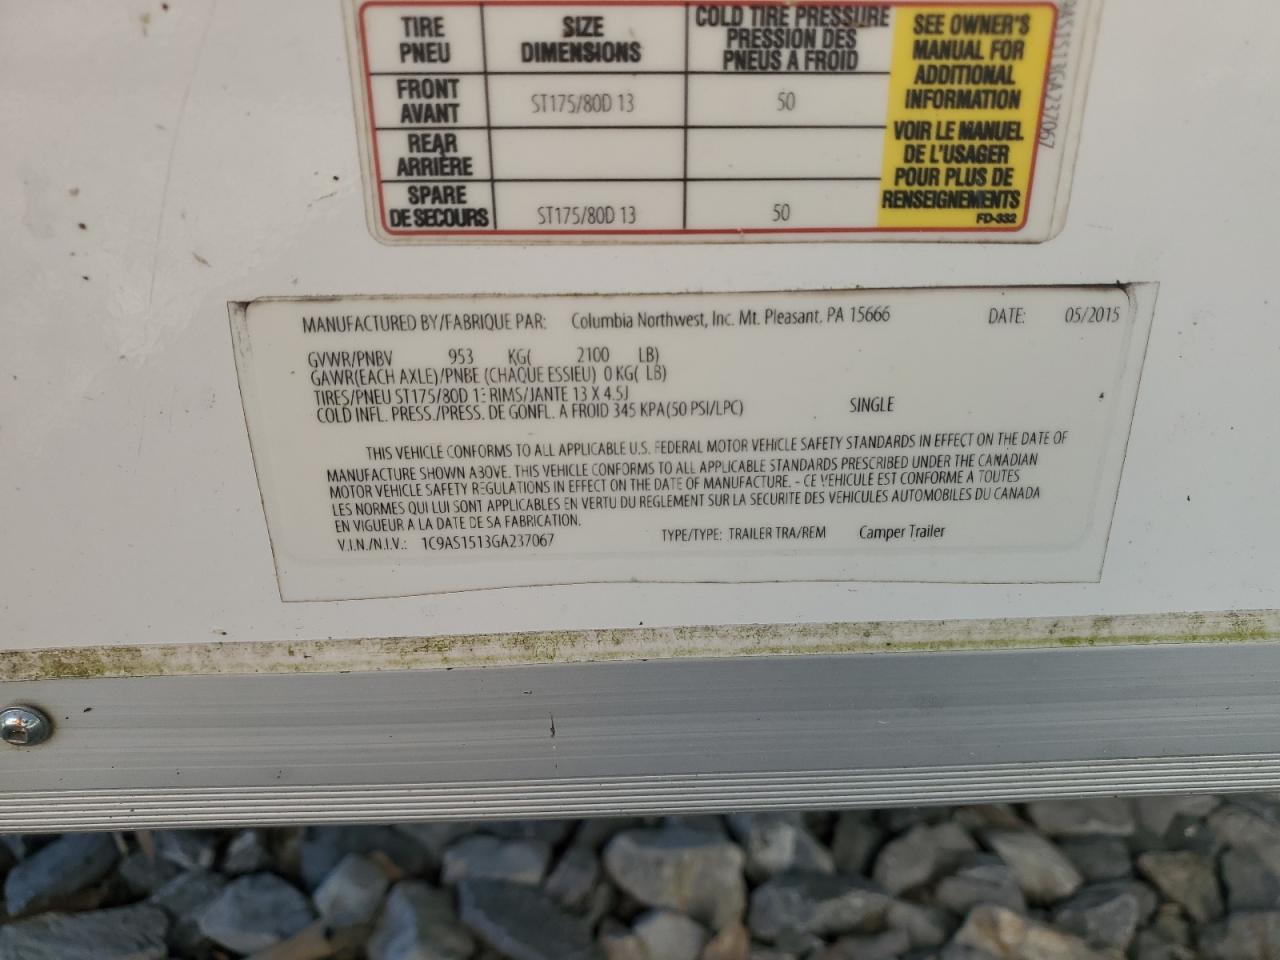 TIRE SIZE COLD TIRE PRESSURE
PNEU DIMENSIONS PRESSION DES
PNEUS A FROID
FRONT
AVANT ST175/80D 13 50
REAR
ARRIÈRE
SPARE
DE SECOURS ST175/80D 13 50
SEE OWNER'S
MANUAL FOR
ADDITIONAL
INFORMATION
VOIR LE MANUEL
DE L'USAGER
POUR PLUS DE
RENSEIGNEMENTS
FD-332
MANUFACTURED BY/FABRIQUE PAR: Columbia Northwest, Inc. Mt. Pleasant. PA 15666 DATE: 05/2015
GVWR/PNBV 953 KG( 2100 LB)
GAWR(EACH AXLE)/PNBE (CHAQUE ESSIEU) 0 KG( LB)
TIRES/PNEU ST175/80D RIMS/JANTE 13 X 4.5J
COLD INFL. PRESS./PRESS. DE GONFL. A FROID 345 KPA(50 PSI/LPC) SINGLE
THIS VEHICLE CONFORMS TO ALL APPLICABLE U.S. FEDERAL MOTOR VEHICLE SAFETY STANDARDS IN EFFECT ON THE DATE OF
MANUFACTURE SHOWN ABOVE. THIS VEHICLE CONFORMS TO ALL APPLICABLE STANDARDS PRESCRIBED UNDER THE CANADIAN
MOTOR VEHICLE SAFETY REGULATIONS IN EFFECT ON THE DATE OF MANUFACTURE. - CE VEHICULE EST CONFORME A TOUTES
LES NORMES QUI LUI SONT APPLICABLES EN VERTU DU REGLEMENT SUR LA SECURITE DES VEHICULES AUTOMOBILES DU CANADA
EN VIGUEUR A LA DATE DE SA FABRICATION.
V.I.N./N.I.V.: 1C9AS1513GA237067 TYPE/TYPE: TRAILER TRA/REM Camper Trailer